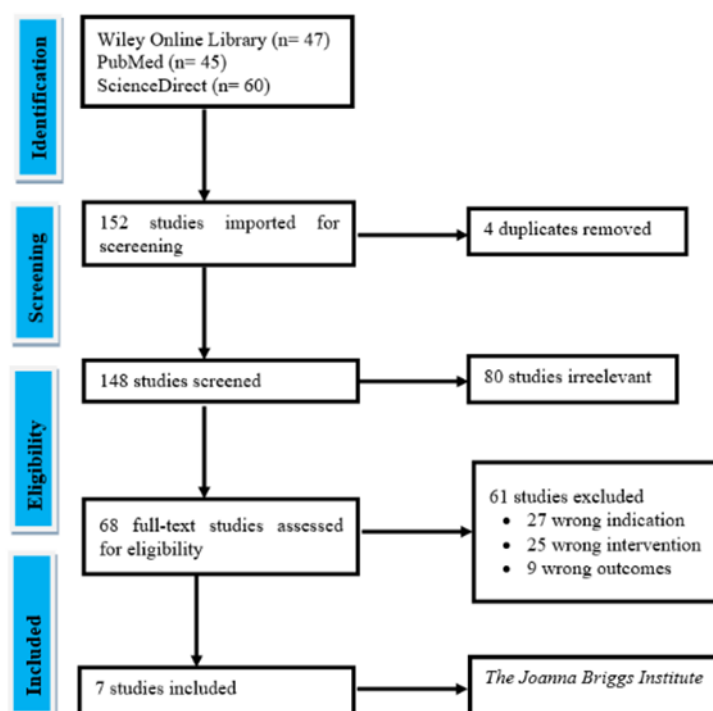 Identification
Wiley Online Library (n= 47)
PubMed (n= 45)
ScienceDirect (n= 60)
Screening
152 studies imported for
scereening
4 duplicates removed
148 studies screened
80 studies irreelevant
Eligibility
68 full-text studies assessed
for eligibility
61 studies excluded
• 27 wrong indication
• 25 wrong intervention
• 9 wrong outcomes
Included
7 studies included
The Joanna Briggs Institute